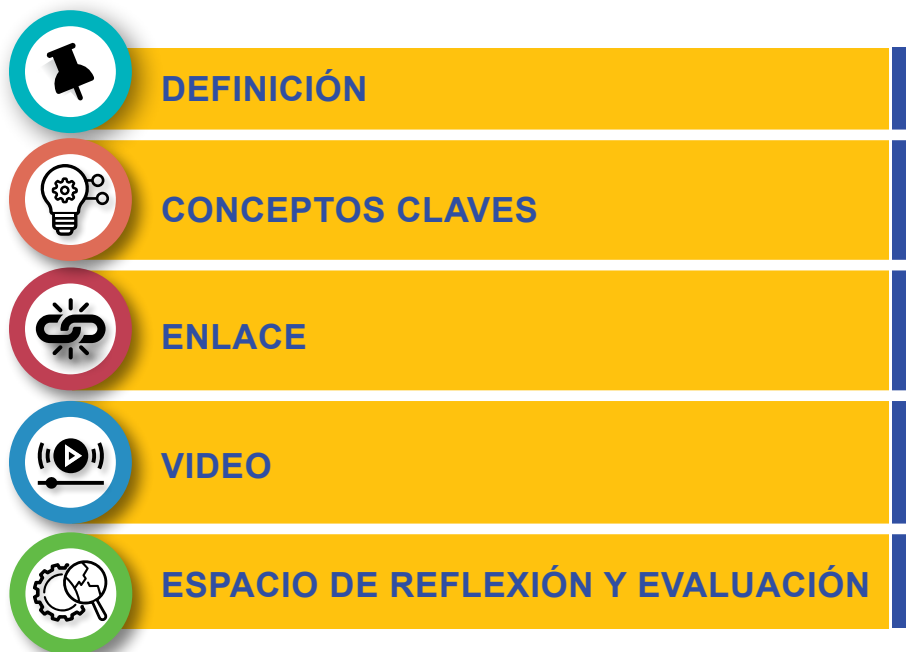 DEFINICIÓN
CONCEPTOS CLAVES
ENLACE
VIDEO
ESPACIO DE REFLEXIÓN Y EVALUACIÓN